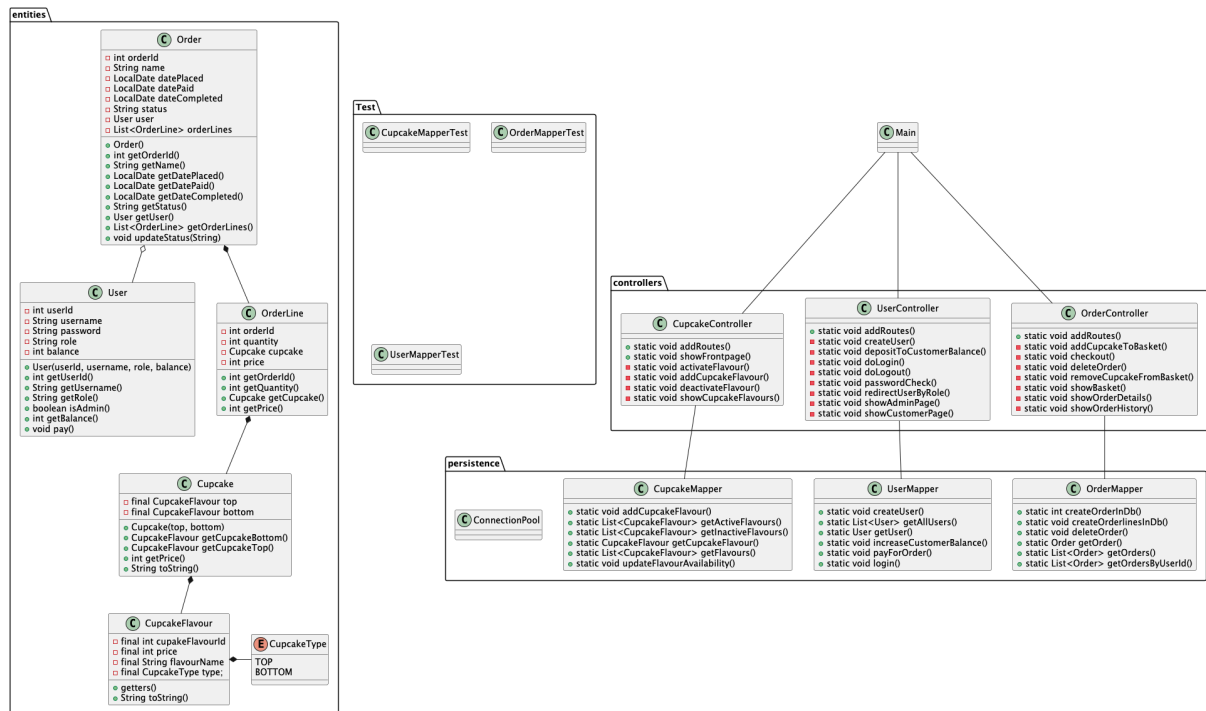 entities
C Order
int orderId
String name
LocalDate datePlaced
LocalDate datePaid
LocalDate dateCompleted
String status
User user
List<OrderLine> orderLines
Order()
int getOrderId()
String getName()
LocalDate getDatePlaced()
LocalDate getDatePaid()
LocalDate getDateCompleted()
String getStatus()
User getUser()
List<OrderLine> getOrderLines()
void updateStatus(String)
C User
int userId
String username
String password
String role
int balance
User(userId, username, role, balance)
int getUserId()
String getUsername()
String getRole()
boolean isAdmin()
int getBalance()
void pay()
C OrderLine
int orderId
int quantity
Cupcake cupcake
int price
int getOrderId()
int getQuantity()
Cupcake getCupcake()
int getPrice()
C Cupcake
final CupcakeFlavour top
final CupcakeFlavour bottom
Cupcake(top, bottom)
CupcakeFlavour getCupcakeBottom()
CupcakeFlavour getCupcakeTop()
int getPrice()
String toString()
C CupcakeFlavour
final int cupakeFlavourId
final int price
final String flavourName
final CupcakeType type;
getters()
String toString()
E CupcakeType
TOP
BOTTOM
Test
C CupcakeMapperTest
C OrderMapperTest
C UserMapperTest
C Main
controllers
C CupcakeController
static void addRoutes()
static void showFrontpage()
static void activateFlavour()
static void addCupcakeFlavour()
static void deactivateFlavour()
static void showCupcakeFlavours()
C UserController
static void addRoutes()
static void createUser()
static void depositToCustomerBalance()
static void doLogin()
static void doLogout()
static void passwordCheck()
static void redirectUserByRole()
static void showAdminPage()
static void showCustomerPage()
C OrderController
static void addRoutes()
static void addCupcakeToBasket()
static void checkout()
static void deleteOrder()
static void removeCupcakeFromBasket()
static void showBasket()
static void showOrderDetails()
static void showOrderHistory()
persistence
C ConnectionPool
C CupcakeMapper
static void addCupcakeFlavour()
static List<CupcakeFlavour> getActiveFlavours()
static List<CupcakeFlavour> getInactiveFlavours()
static CupcakeFlavour getCupcakeFlavour()
static List<CupcakeFlavour> getFlavours()
static void updateFlavourAvailability()
C UserMapper
static void createUser()
static List<User> getAllUsers()
static User getUser()
static void increaseCustomerBalance()
static void payForOrder()
static void login()
C OrderMapper
static int createOrderInDb()
static void createOrderlinesInDb()
static void deleteOrder()
static Order getOrder()
static List<Order> getOrders()
static List<Order> getOrdersByUserId()